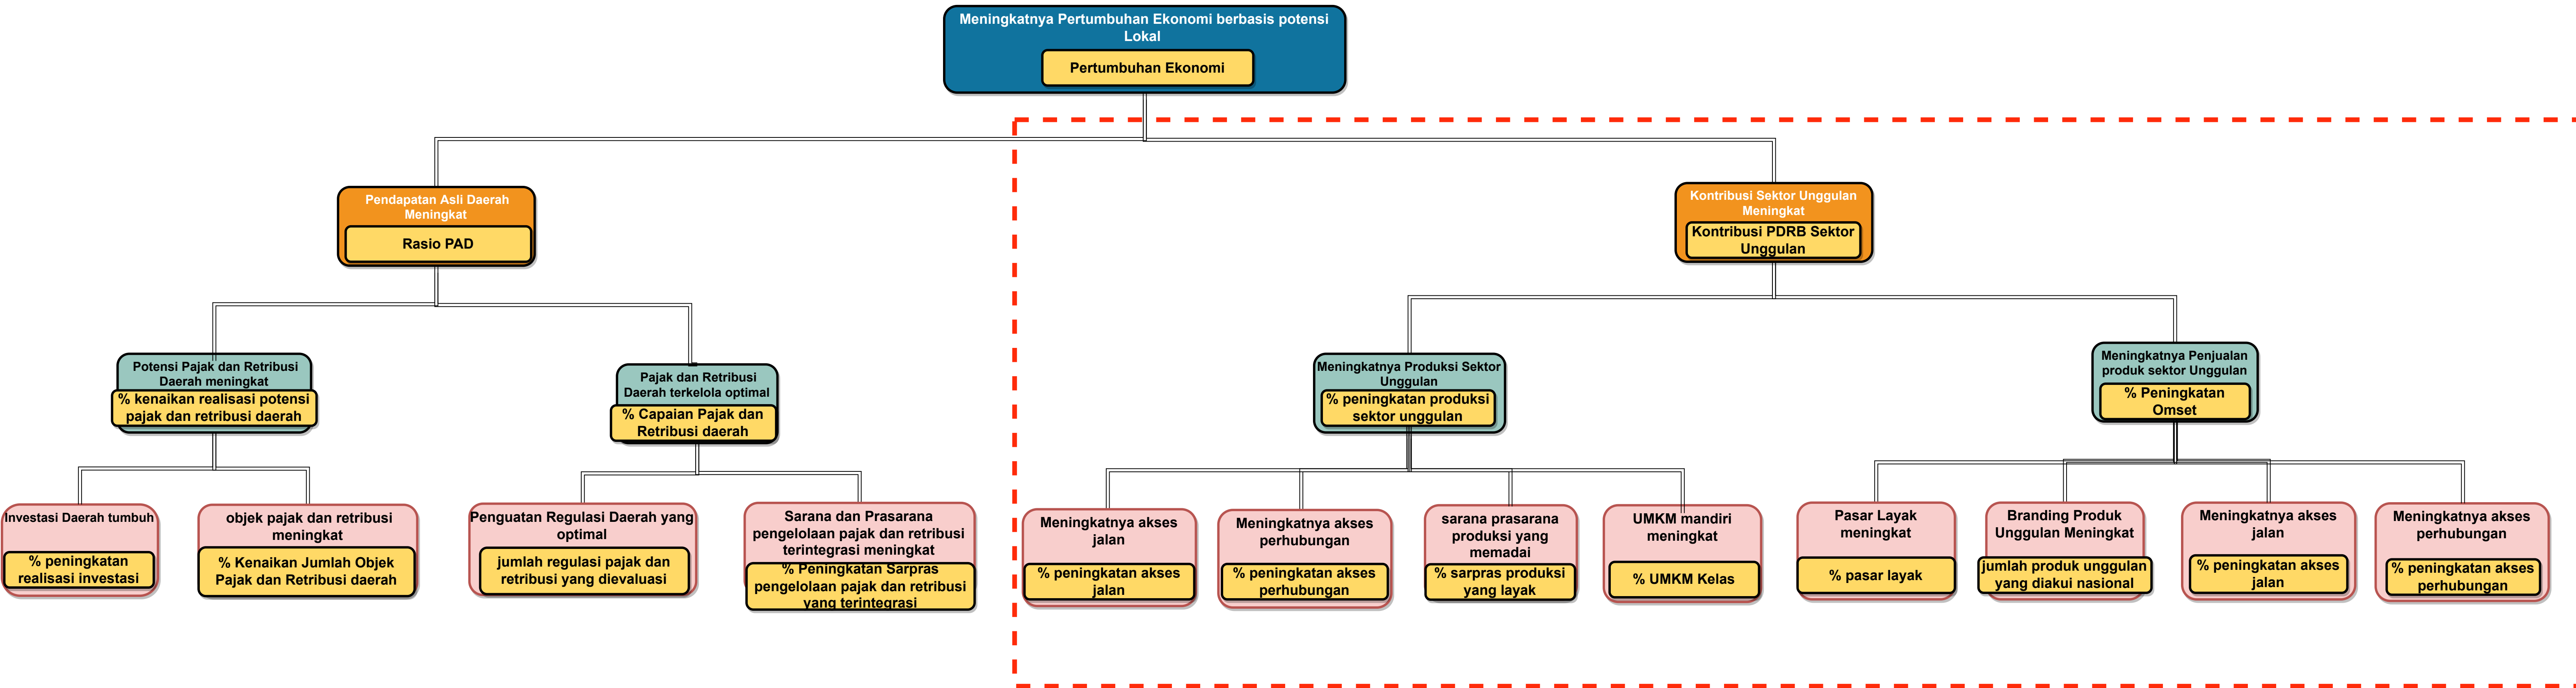 Meningkatnya Pertumbuhan Ekonomi berbasis potensi
Lokal
Pertumbuhan Ekonomi
Pendapatan Asli Daerah
Meningkat
Rasio PAD
Kontribusi Sektor Unggulan
Meningkat
Kontribusi PDRB Sektor
Unggulan
Potensi Pajak dan Retribusi
Daerah meningkat
% kenaikan realisasi potensi
pajak dan retribusi daerah
Pajak dan Retribusi
Daerah terkelola optimal
% Capaian Pajak dan
Retribusi daerah
Meningkatnya Produksi Sektor
Unggulan
% peningkatan produksi
sektor unggulan
Meningkatnya Penjualan
produk sektor Unggulan
% Peningkatan
Omset
Investasi Daerah tumbuh
% peningkatan
realisasi investasi
objek pajak dan retribusi
meningkat
% Kenaikan Jumlah Objek
Pajak dan Retribusi daerah
Penguatan Regulasi Daerah yang
optimal
jumlah regulasi pajak dan
retribusi yang dievaluasi
Sarana dan Prasarana
pengelolaan pajak dan retribusi
terintegrasi meningkat
% Peningkatan Sarpras
pengelolaan pajak dan retribusi
yang terintegrasi
Meningkatnya akses
jalan
% peningkatan akses
jalan
Meningkatnya akses
perhubungan
% peningkatan akses
perhubungan
sarana prasarana
produksi yang
memadai
% sarpras produksi
yang layak
UMKM mandiri
meningkat
% UMKM Kelas
Pasar Layak
meningkat
% pasar layak
Branding Produk
Unggulan Meningkat
jumlah produk unggulan
yang diakui nasional
Meningkatnya akses
jalan
% peningkatan akses
jalan
Meningkatnya akses
perhubungan
% peningkatan akses
perhubungan